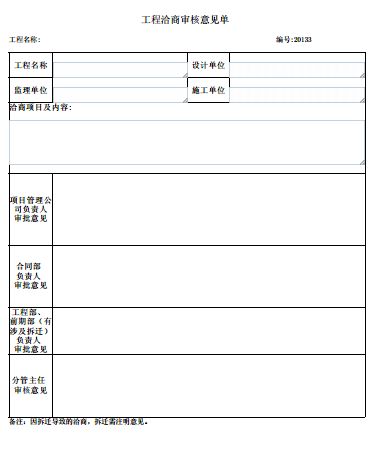 工程洽商审核意见单
工程名称:
编号:20133
工程名称
设计单位
监理单位
施工单位
洽商项目及内容:
项目管理公
司负责人
审批意见
合同部
负责人
审批意见
工程部、
前期部（有
涉及拆迁）
负责人
审批意见
分管主任
审核意见
备注：因拆迁导致的洽商，拆迁需注明意见。